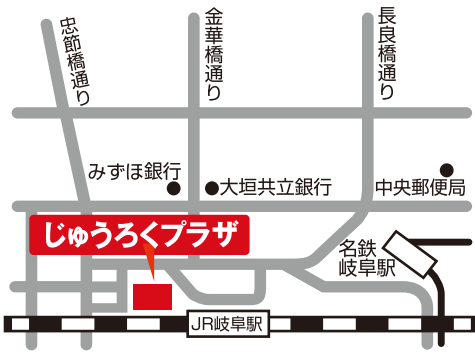 忠節橋通り
金華橋通り
長良橋通り
みずほ銀行
大垣共立銀行
中央郵便局
じゅうろくプラザ
名鉄
岐阜駅
JR岐阜駅